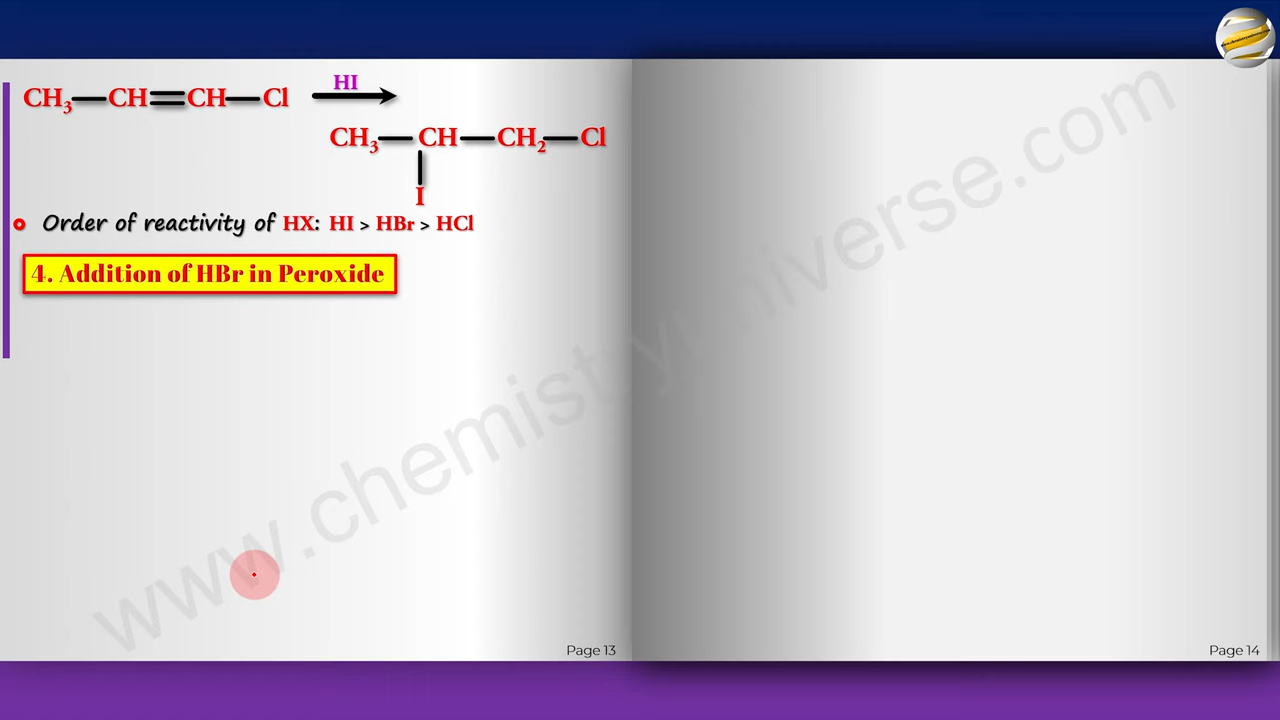 CH3—CH=CH—Cl
HI
CH3—CH—CH2—Cl
I
Order of reactivity of HX: HI > HBr > HCl
4. Addition of HBr in Peroxide
www.chemistryuniverse.com
Page 13
Page 14